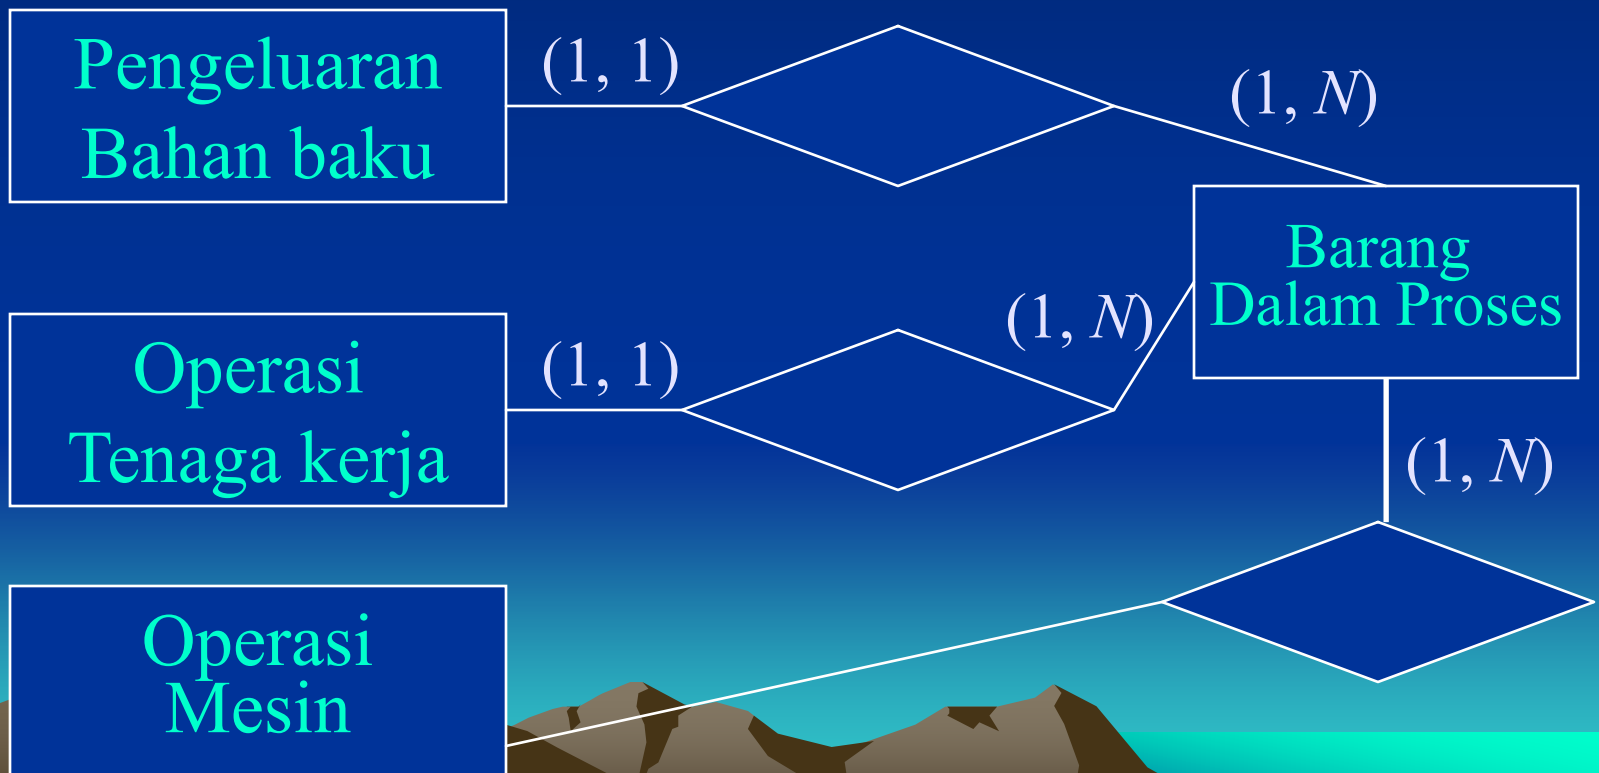 Pengeluaran
Bahan baku
(1, 1)
(1, N)
Barang
Dalam Proses
Operasi
Tenaga kerja
(1, 1)
(1, N)
(1, N)
Operasi
Mesin